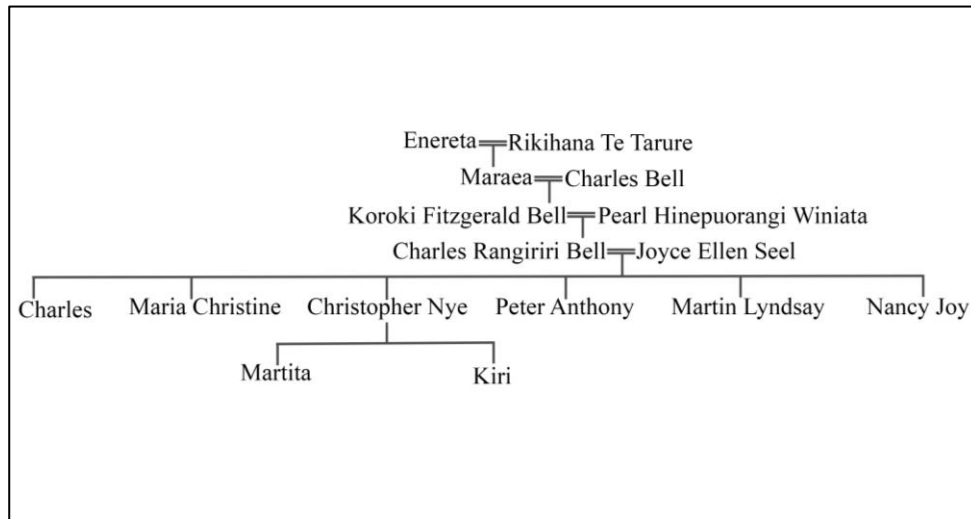 Enereta Rikihana Te Tarure
Maraea Charles Bell
Koroki Fitzgerald Bell Pearl Hinepuorangi Winiata
Charles Rangiriri Bell Joyce Ellen Seel
Charles Maria Christine Christopher Nye Peter Anthony Martin Lyndsay Nancy Joy
Martita Kiri